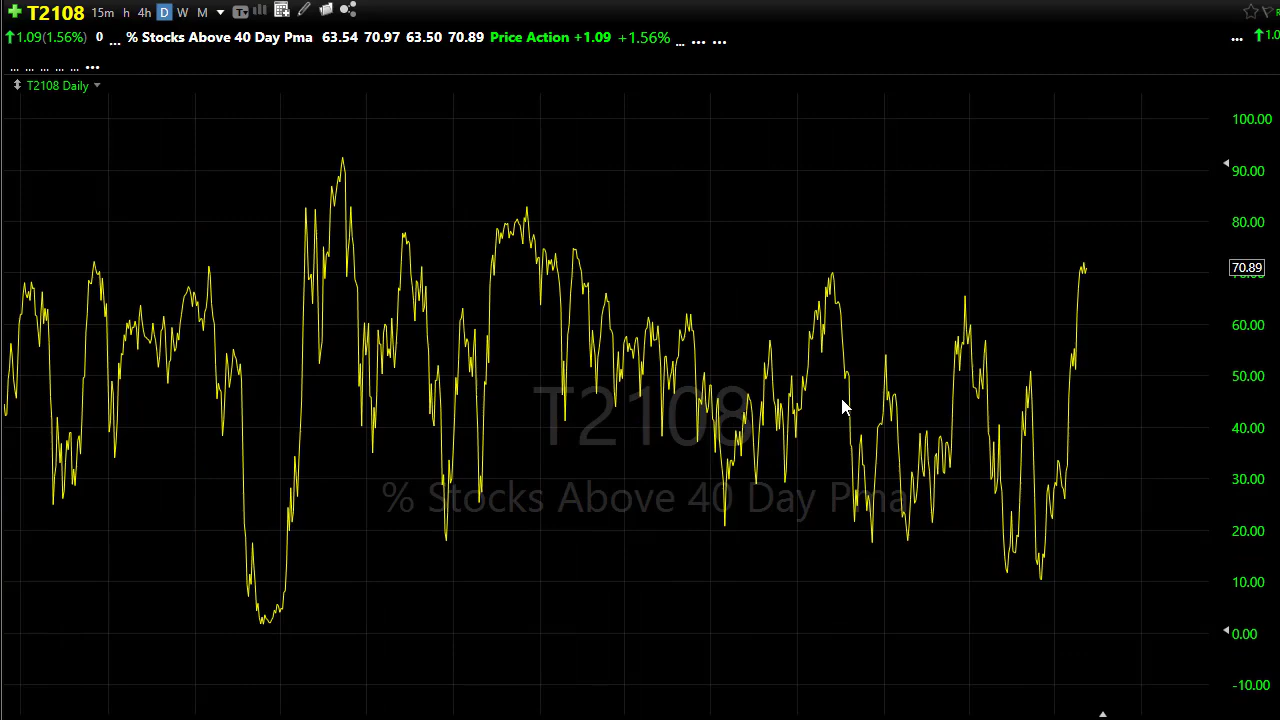 T2108 15m h 4h D W M
1.09(1.56%) 0 ... % Stocks Above 40 Day Pma 63.54 70.97 63.50 70.89 Price Action +1.09 +1.56% ... ... ... ... 1.0
... ... ... ... ... ...
T2108 Daily
100.00
90.00
80.00
70.89
60.00
50.00
40.00
30.00
20.00
10.00
0.00
-10.00
T2108
% Stocks Above 40 Day Pma